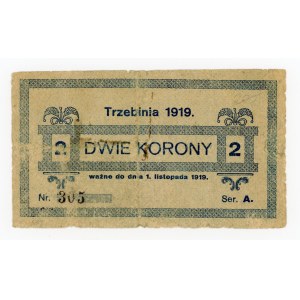 Trzebinia 1919.
2 DWIE KORONY 2
ważne do dnia 1. listopada 1919.
Nr. 305 Ser. A.